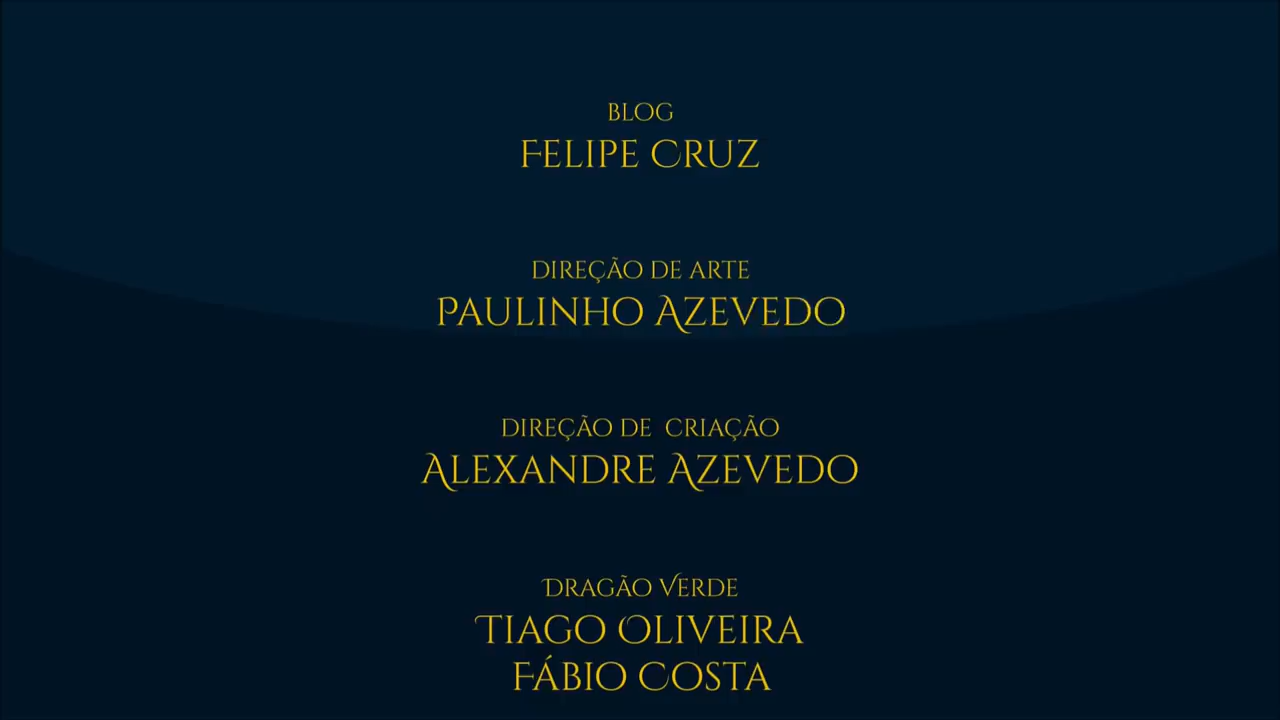 BLOG
FELIPE CRUZ
DIREÇÃO DE ARTE
PAULINHO AZEVEDO
DIREÇÃO DE CRIAÇÃO
ALEXANDRE AZEVEDO
DRAGÃO VERDE
TIAGO OLIVEIRA
FÁBIO COSTA